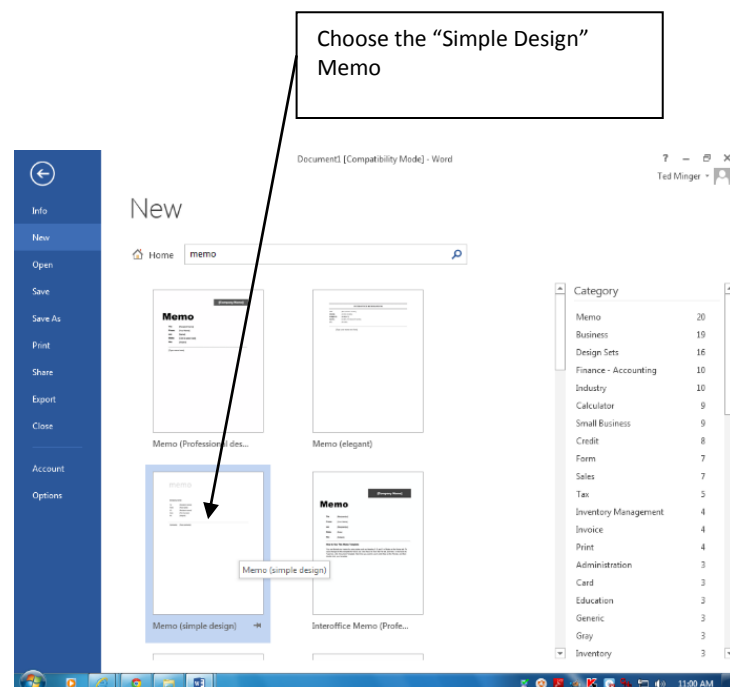 Choose the “Simple Design”
Memo
Document1 [Compatibility Mode] - Word
?
Ted Minger
Info
New
Open
Save
Save As
Print
Share
Export
Close
Account
Options
New
Home
memo
Memo
Memo (Professional des...
Memo (elegant)
memo
Memo (simple design)
[Company Name]
Memo
Memo (simple design)
Interoffice Memo (Profe...
Category
Memo 20
Business 19
Design Sets 16
Finance - Accounting 10
Industry 10
Calculator 9
Small Business 9
Credit 8
Form 7
Sales 7
Tax 5
Inventory Management 4
Invoice 4
Print 4
Administration 3
Card 3
Education 3
Generic 3
Gray 3
Inventory 3
11:00 AM